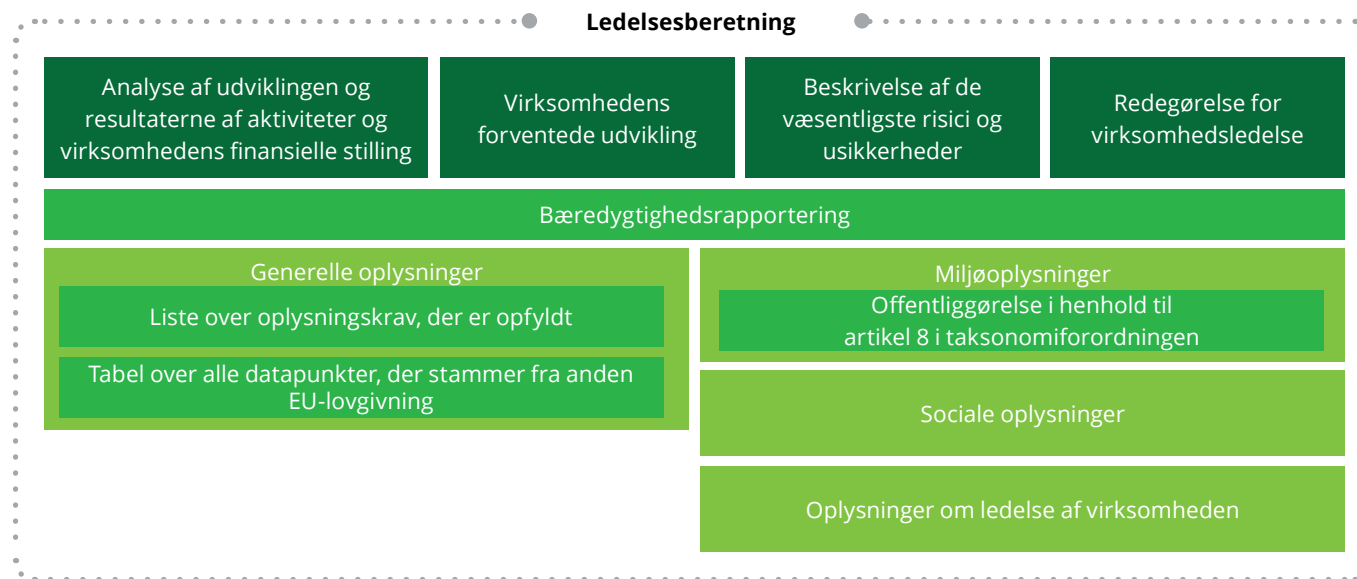 Ledelsesberetning
Analyse af udviklingen og
resultaterne af aktiviteter og
virksomhedens finansielle stilling
Virksomhedens
forventede udvikling
Beskrivelse af de
væsentligste risici og
usikkerheder
Redegørelse for
virksomhedsledelse
Bæredygtighedsrapportering
Generelle oplysninger
Liste over oplysningskrav, der er opfyldt
Tabel over alle datapunkter, der stammer fra anden
EU-lovgivning
Miljøoplysninger
Offentliggørelse i henhold til
artikel 8 i taksonomiforordningen
Sociale oplysninger
Oplysninger om ledelse af virksomheden